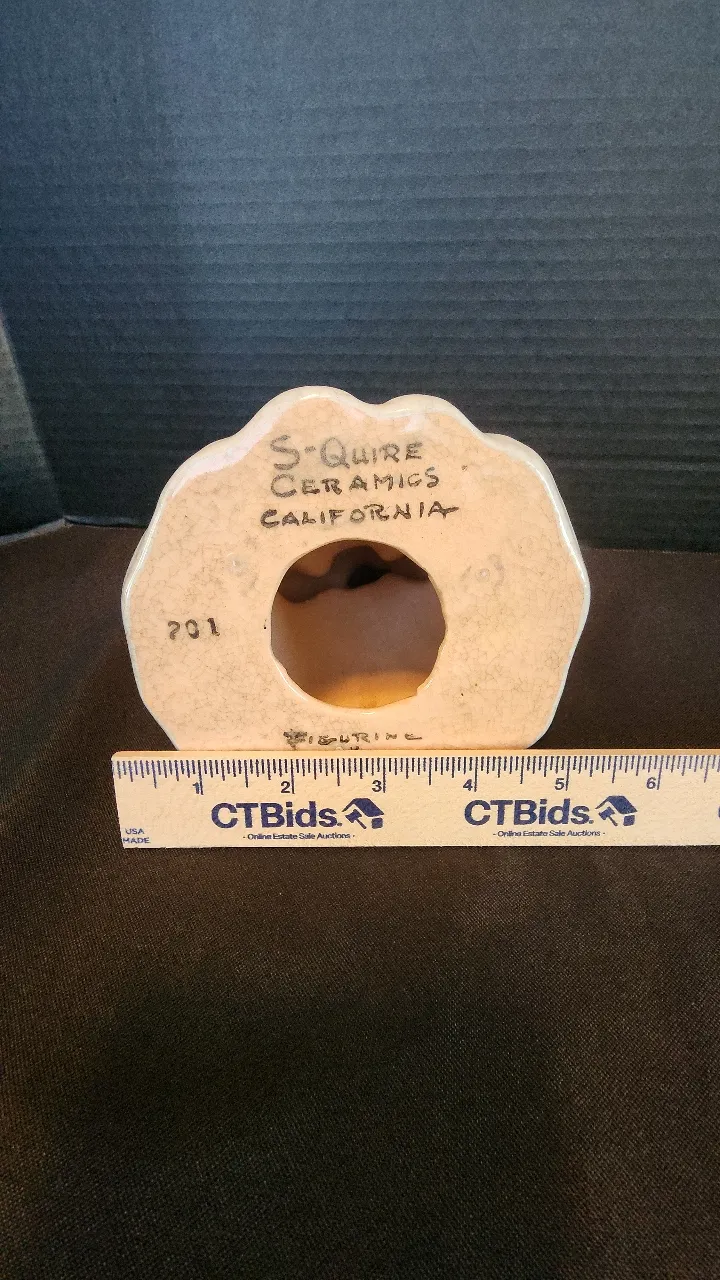 S-QUIRE
CERAMICS
CALIFORNIA
701
FIGURINE
1 2 3 4 5 6
CTBids. CTBids.
- Online Estate Sale Auctions - - Online Estate Sale Auctions -
USA
MADE